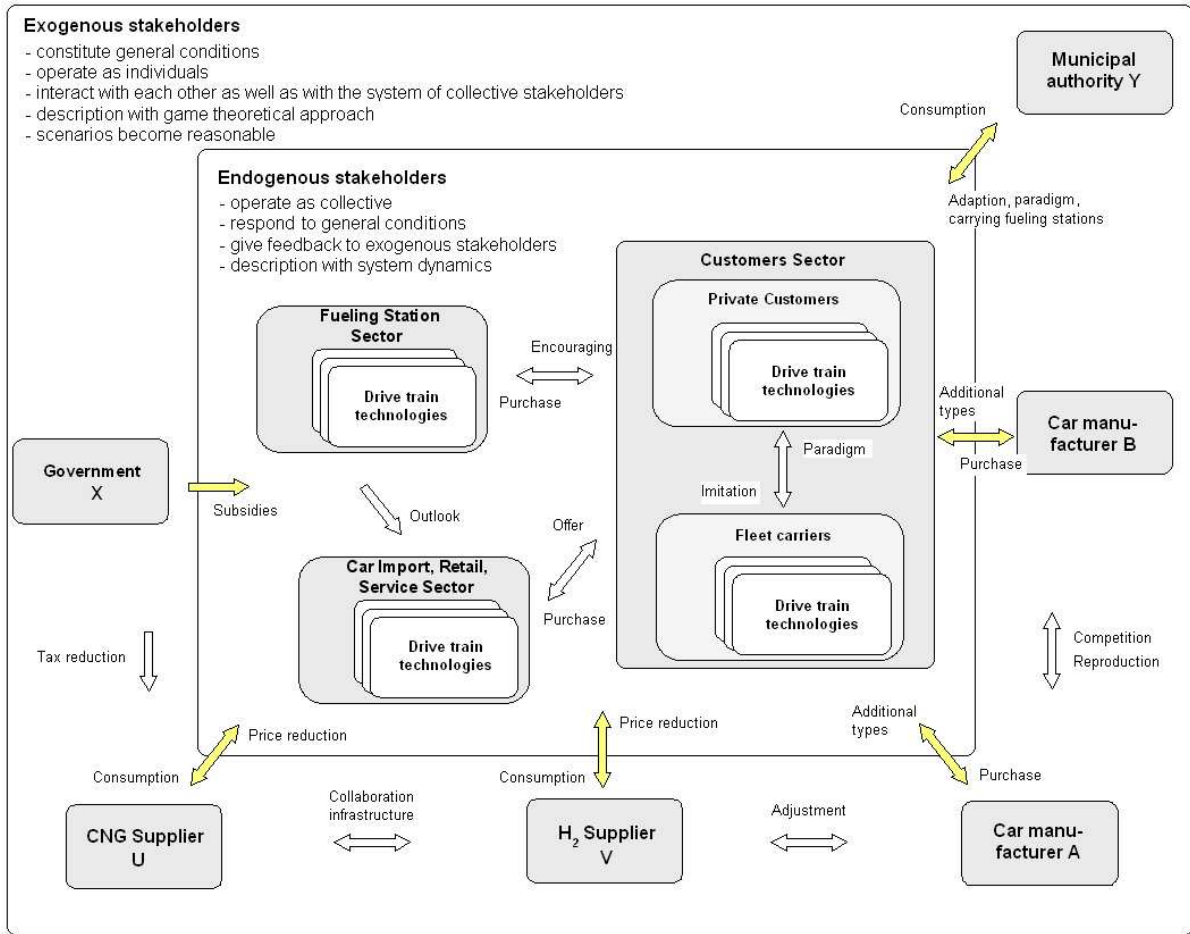 Exogenous stakeholders
- constitute general conditions
- operate as individuals
- interact with each other as well as with the system of collective stakeholders
- description with game theoretical approach
- scenarios become reasonable
Municipal
authority Y
Consumption
Adaption, paradigm,
carrying fueling stations
Endogenous stakeholders
- operate as collective
- respond to general conditions
- give feedback to exogenous stakeholders
- description with system dynamics
Customers Sector
Private Customers
Drive train
technologies
Fueling Station
Sector
Drive train
technologies
Encouraging
Purchase
Additional
types
Purchase
Car manu-
facturer B
Paradigm
Imitation
Government
X
Subsidies
Outlook
Offer
Purchase
Fleet carriers
Drive train
technologies
Car Import, Retail,
Service Sector
Drive train
technologies
Tax reduction
Competition
Reproduction
Price reduction
Consumption
Price reduction
Consumption
Additional
types
Purchase
Collaboration
infrastructure
Adjustment
CNG Supplier
U
H₂ Supplier
V
Car manu-
facturer A